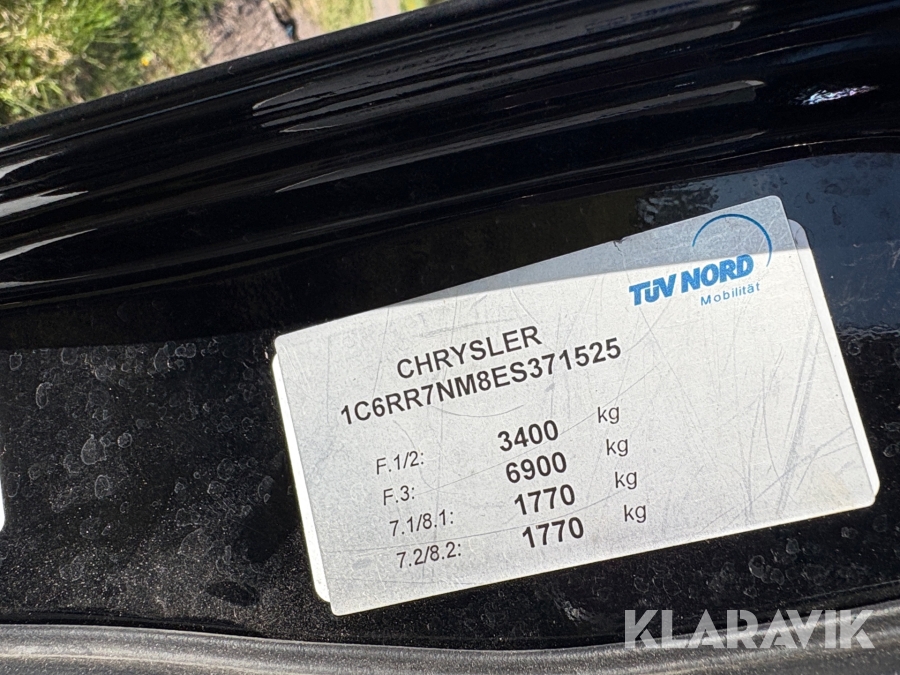 TÜV NORD
Mobilität
CHRYSLER
1C6RR7NM8ES371525
F.1/2: 3400 kg
F.3: 6900 kg
7.1/8.1: 1770 kg
7.2/8.2: 1770 kg
KLARAVIK